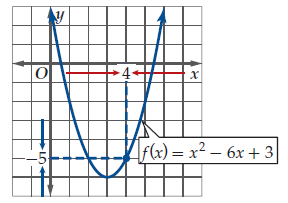 y
O 4 x
f(x) = x² − 6x + 3
−5